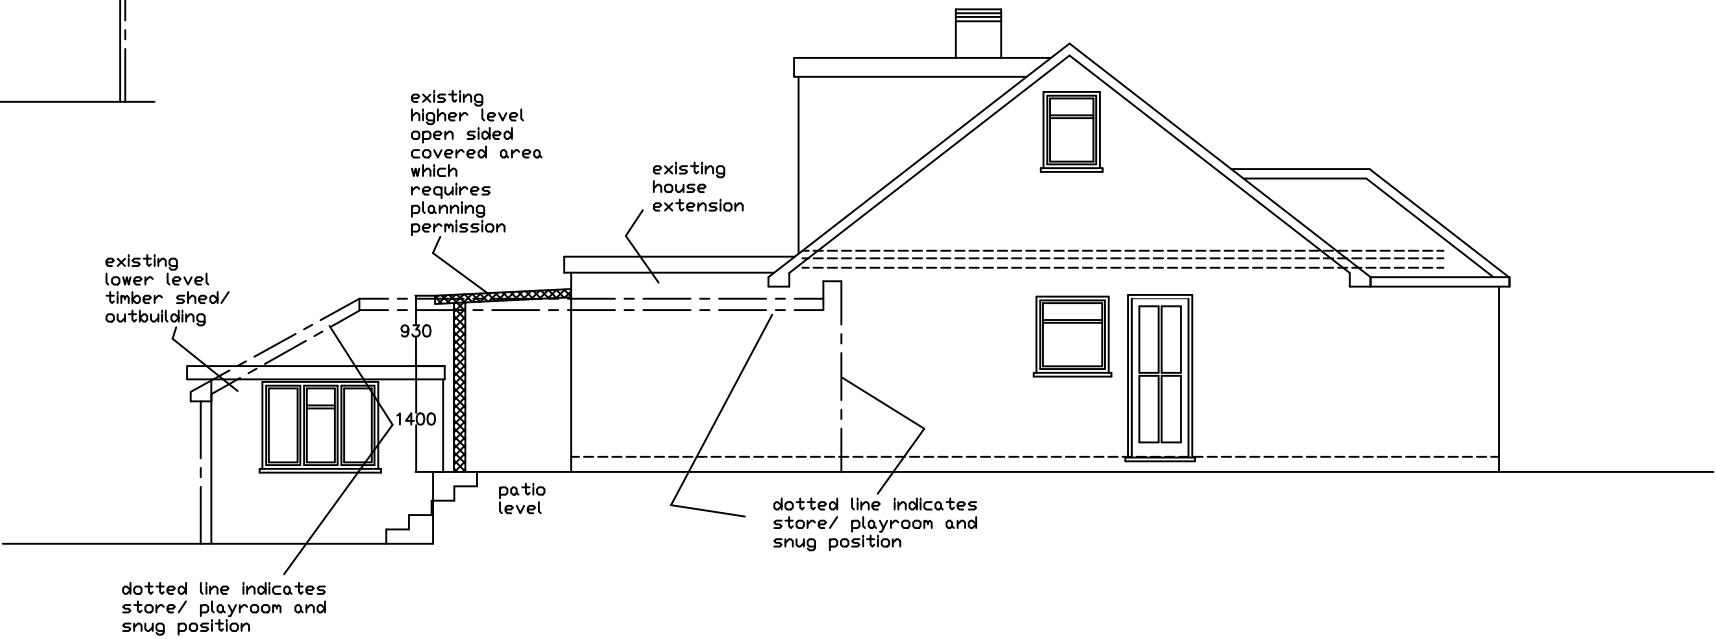 existing
higher level
open sided
covered area
which
requires
planning
permission
existing
house
extension
existing
lower level
timber shed/
outbuilding
930
1400
patio
level
dotted line indicates
store/ playroom and
snug position
dotted line indicates
store/ playroom and
snug position